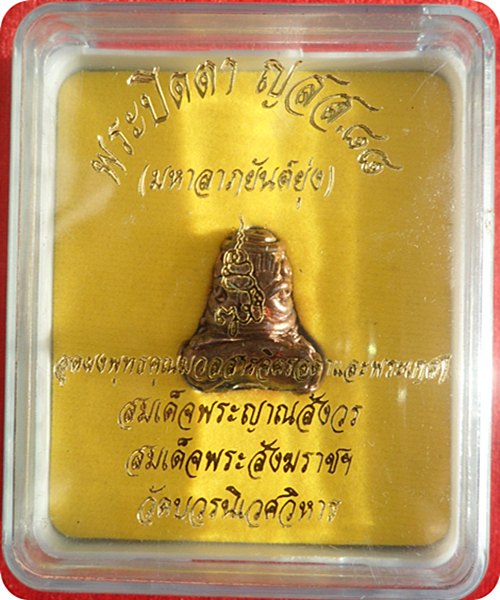 พระปิดตา ญสส.๘๘
(มหาลาภยันต์ยุ่ง)
สมเด็จพระญาณสังวร
สมเด็จพระสังฆราชฯ
วัดบวรนิเวศวิหาร